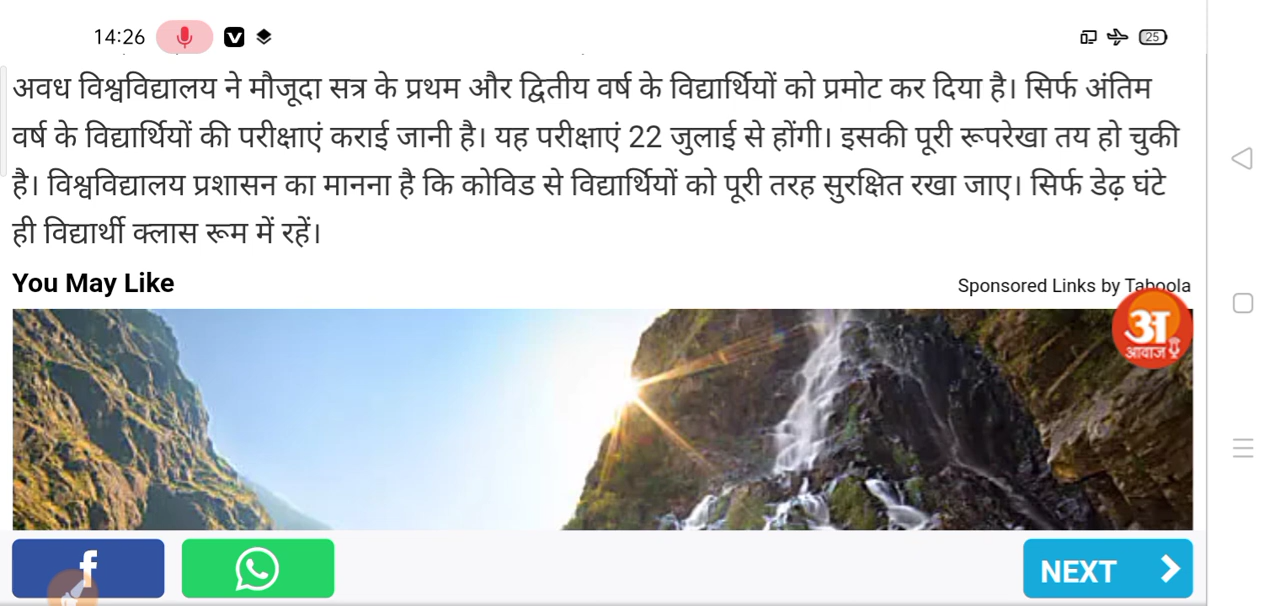 14:26
25
अवध विश्वविद्यालय ने मौजूदा सत्र के प्रथम और द्वितीय वर्ष के विद्यार्थियों को प्रमोट कर दिया है। सिर्फ अंतिम
वर्ष के विद्यार्थियों की परीक्षाएं कराई जानी है। यह परीक्षाएं 22 जुलाई से होंगी। इसकी पूरी रूपरेखा तय हो चुकी
है। विश्वविद्यालय प्रशासन का मानना है कि कोविड से विद्यार्थियों को पूरी तरह सुरक्षित रखा जाए। सिर्फ डेढ़ घंटे
ही विद्यार्थी क्लास रूम में रहें।
You May Like
Sponsored Links by Taboola
अ
आवाज
f
NEXT